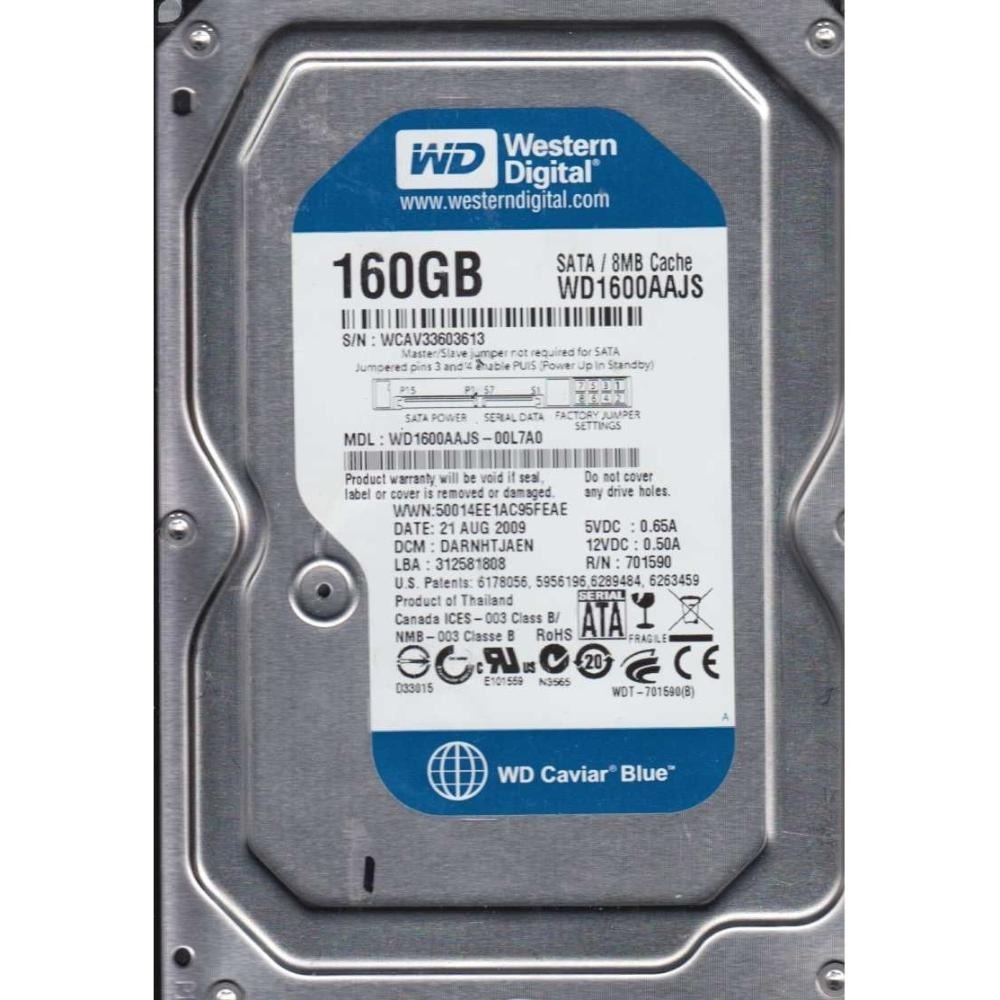 WD Western
Digital®
www.westerndigital.com
160GB
SATA / 8MB Cache
WD1600AAJS
S/N : WCAV33603613
Master/Slave jumper not required for SATA
Jumpered pins 3 and 4 enable PUIS (Power Up In Standby)
P15 P1 S7 S1 7 5 3 1
8 6 4 2
SATA POWER SERIAL DATA FACTORY JUMPER
SETTINGS
MDL : WD1600AAJS-00L7A0
Product warranty will be void if seal,
label or cover is removed or damaged.
Do not cover
any drive holes.
WWN:50014EE1AC95FEAE
DATE: 21 AUG 2009
DCM : DARNHTJAEN
LBA : 312581808
5VDC : 0.65A
12VDC : 0.50A
R/N : 701590
U.S. Patents: 6178056, 5956196,6289484, 6263459
Product of Thailand
Canada ICES-003 Class B/
NMB-003 Classe B RoHS
SERIAL
ATA
FRAGILE
D33015
c RU us
E101559
N3565
20
CE
WDT-701590(B)
A
WD Caviar® Blue™